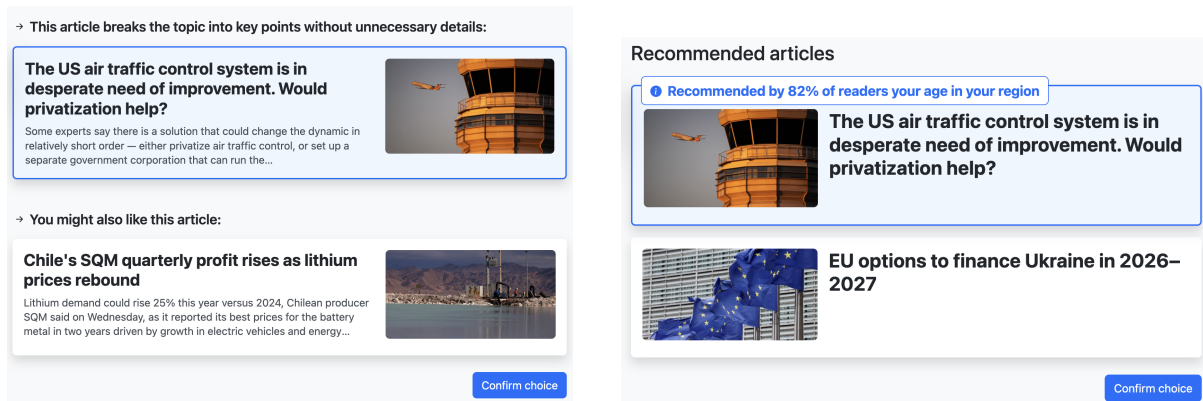 → This article breaks the topic into key points without unnecessary details:
The US air traffic control system is in
desperate need of improvement. Would
privatization help?
Some experts say there is a solution that could change the dynamic in
relatively short order — either privatize air traffic control, or set up a
separate government corporation that can run the...
→ You might also like this article:
Chile's SQM quarterly profit rises as lithium
prices rebound
Lithium demand could rise 25% this year versus 2024, Chilean producer
SQM said on Wednesday, as it reported its best prices for the battery
metal in two years driven by growth in electric vehicles and energy...
Confirm choice
Recommended articles
Recommended by 82% of readers your age in your region
The US air traffic control system is in
desperate need of improvement. Would
privatization help?
EU options to finance Ukraine in 2026–
2027
Confirm choice